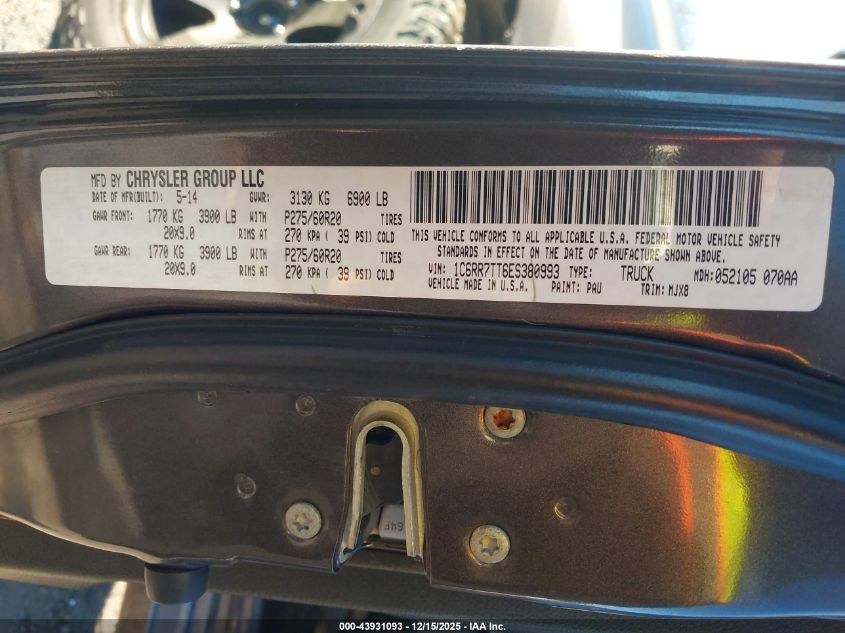 MFD BY CHRYSLER GROUP LLC
DATE OF MFR(BUILT): 5-14 GVWR: 3130 KG 6900 LB
GAWR FRONT: 1770 KG 3900 LB WITH P275/60R20 TIRES
20X9.0 RIMS AT 270 KPA ( 39 PSI) COLD
GAWR REAR: 1770 KG 3900 LB WITH P275/60R20 TIRES
20X9.0 RIMS AT 270 KPA ( 39 PSI) COLD
THIS VEHICLE CONFORMS TO ALL APPLICABLE U.S.A. FEDERAL MOTOR VEHICLE SAFETY
STANDARDS IN EFFECT ON THE DATE OF MANUFACTURE SHOWN ABOVE.
VIN: 1C6RR7TT6ES380993 TYPE: TRUCK MDH: 052105 070AA
VEHICLE MADE IN U.S.A. PAINT: PAU TRIM: MJX8
64F
000-43931093 - 12/15/2025 - IAA, Inc.